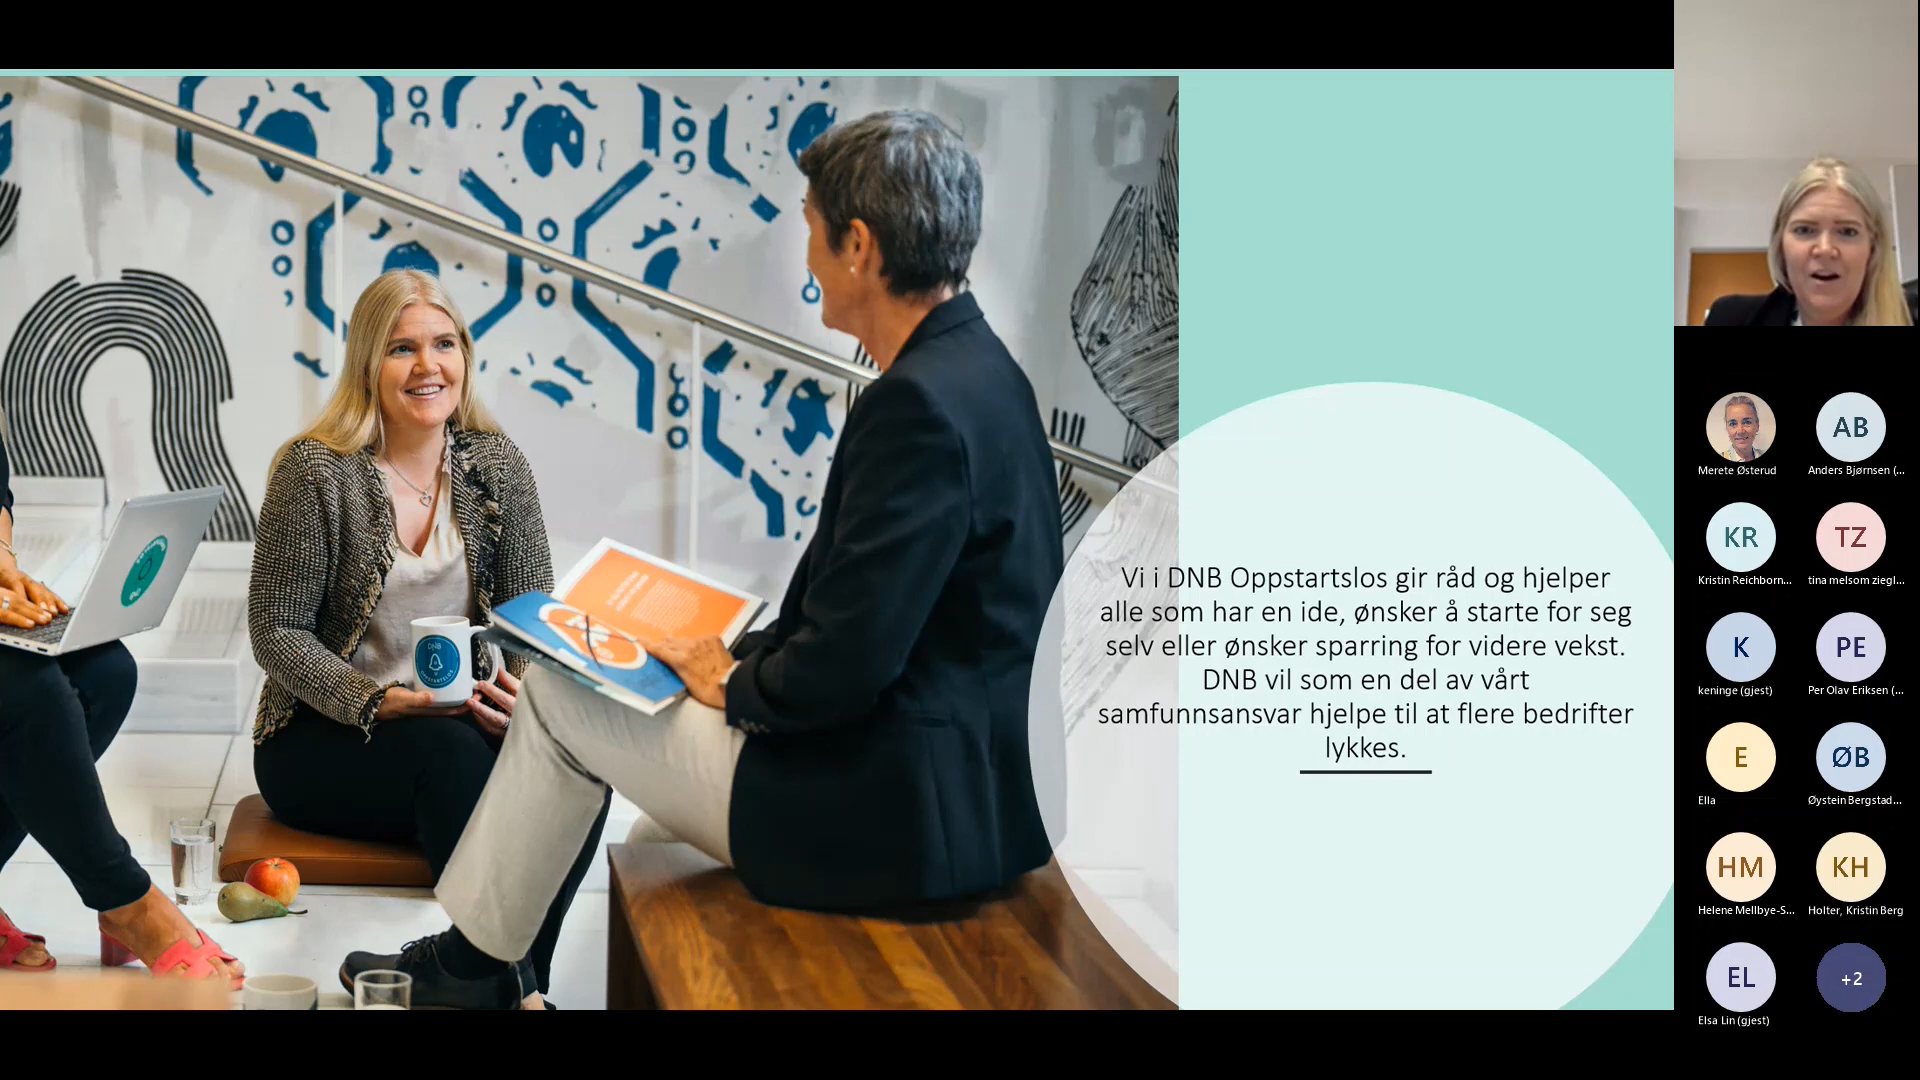 Vi i DNB Oppstartslos gir råd og hjelper
alle som har en ide, ønsker å starte for seg
selv eller ønsker sparring for videre vekst.
DNB vil som en del av vårt
samfunnsansvar hjelpe til at flere bedrifter
lykkes.
DNB
OPPSTARTSLOS
Merete Østerud
AB
Anders Bjørnsen (...
KR
Kristin Reichborn...
TZ
tina melsom ziegl...
K
keninge (gjest)
PE
Per Olav Eriksen (...
E
Ella
ØB
Øystein Bergstad...
HM
Helene Mellbye-S...
KH
Holter, Kristin Berg
EL
Elsa Lin (gjest)
+2